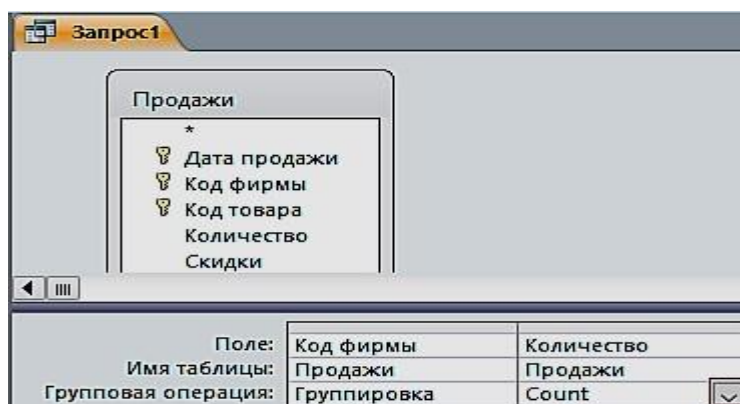 Запрос1
Продажи
*
Дата продажи
Код фирмы
Код товара
Количество
Скидки
Поле: Код фирмы Количество
Имя таблицы: Продажи Продажи
Групповая операция: Группировка Count